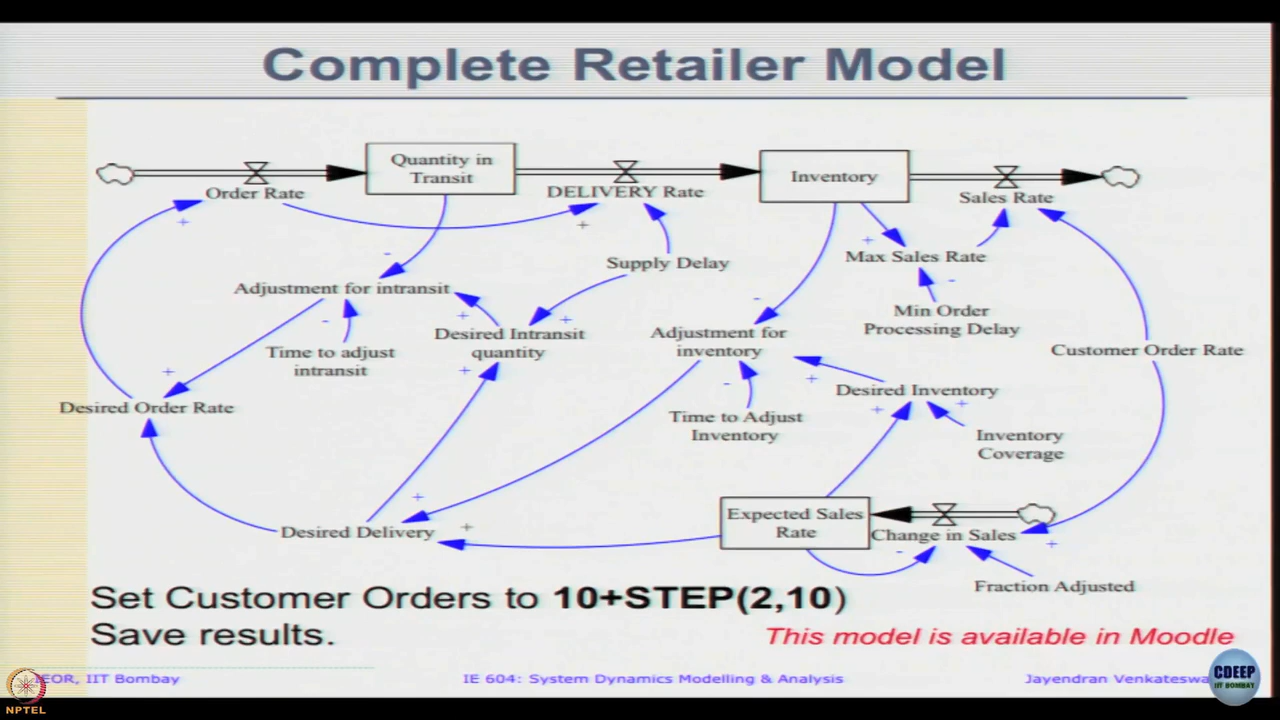 Complete Retailer Model
Quantity in
Transit
Inventory
Order Rate
DELIVERY Rate
Sales Rate
+
+
-
+
Supply Delay
Max Sales Rate
Adjustment for intransit
-
-
+
+
-
Min Order
Processing Delay
Desired Intransit
quantity
Adjustment for
inventory
Time to adjust
intransit
Customer Order Rate
+
+
+
-
Desired Inventory
Desired Order Rate
+
+
Time to Adjust
Inventory
Inventory
Coverage
+
+
Expected Sales
Rate
Desired Delivery
Change in Sales
-
+
Fraction Adjusted
Set Customer Orders to 10+STEP(2,10)
Save results.
This model is available in Moodle
IEOR, IIT Bombay
IE 604: System Dynamics Modelling & Analysis
Jayendran Venkateswa
CDEEP
IIT BOMBAY
NPTEL